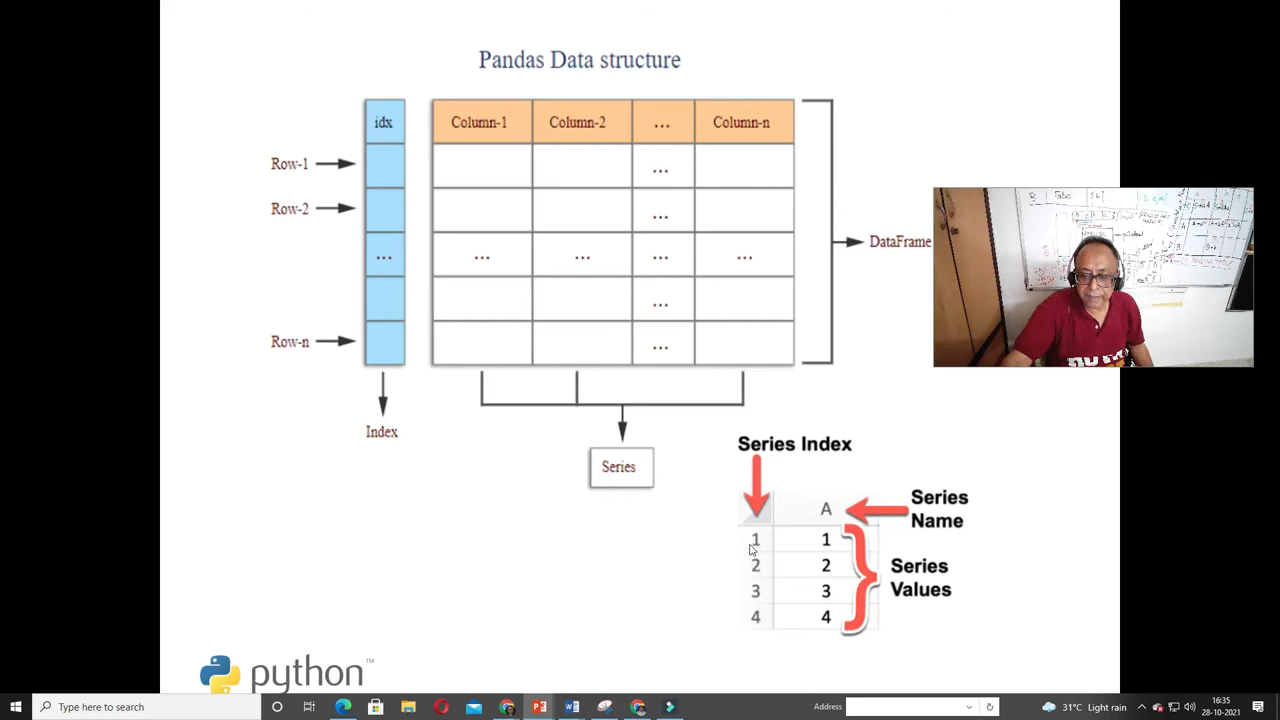 Pandas Data structure
idx Column-1 Column-2 ... Column-n
Row-1 ...
Row-2 ...
... ... ... ... ...
...
Row-n ...
DataFrame
Index
Series
Series Index
A
Series
Name
1 1
2 2
3 3
4 4
Series
Values
python™
Type here to search
Address
31°C Light rain
16:35
28-10-2021